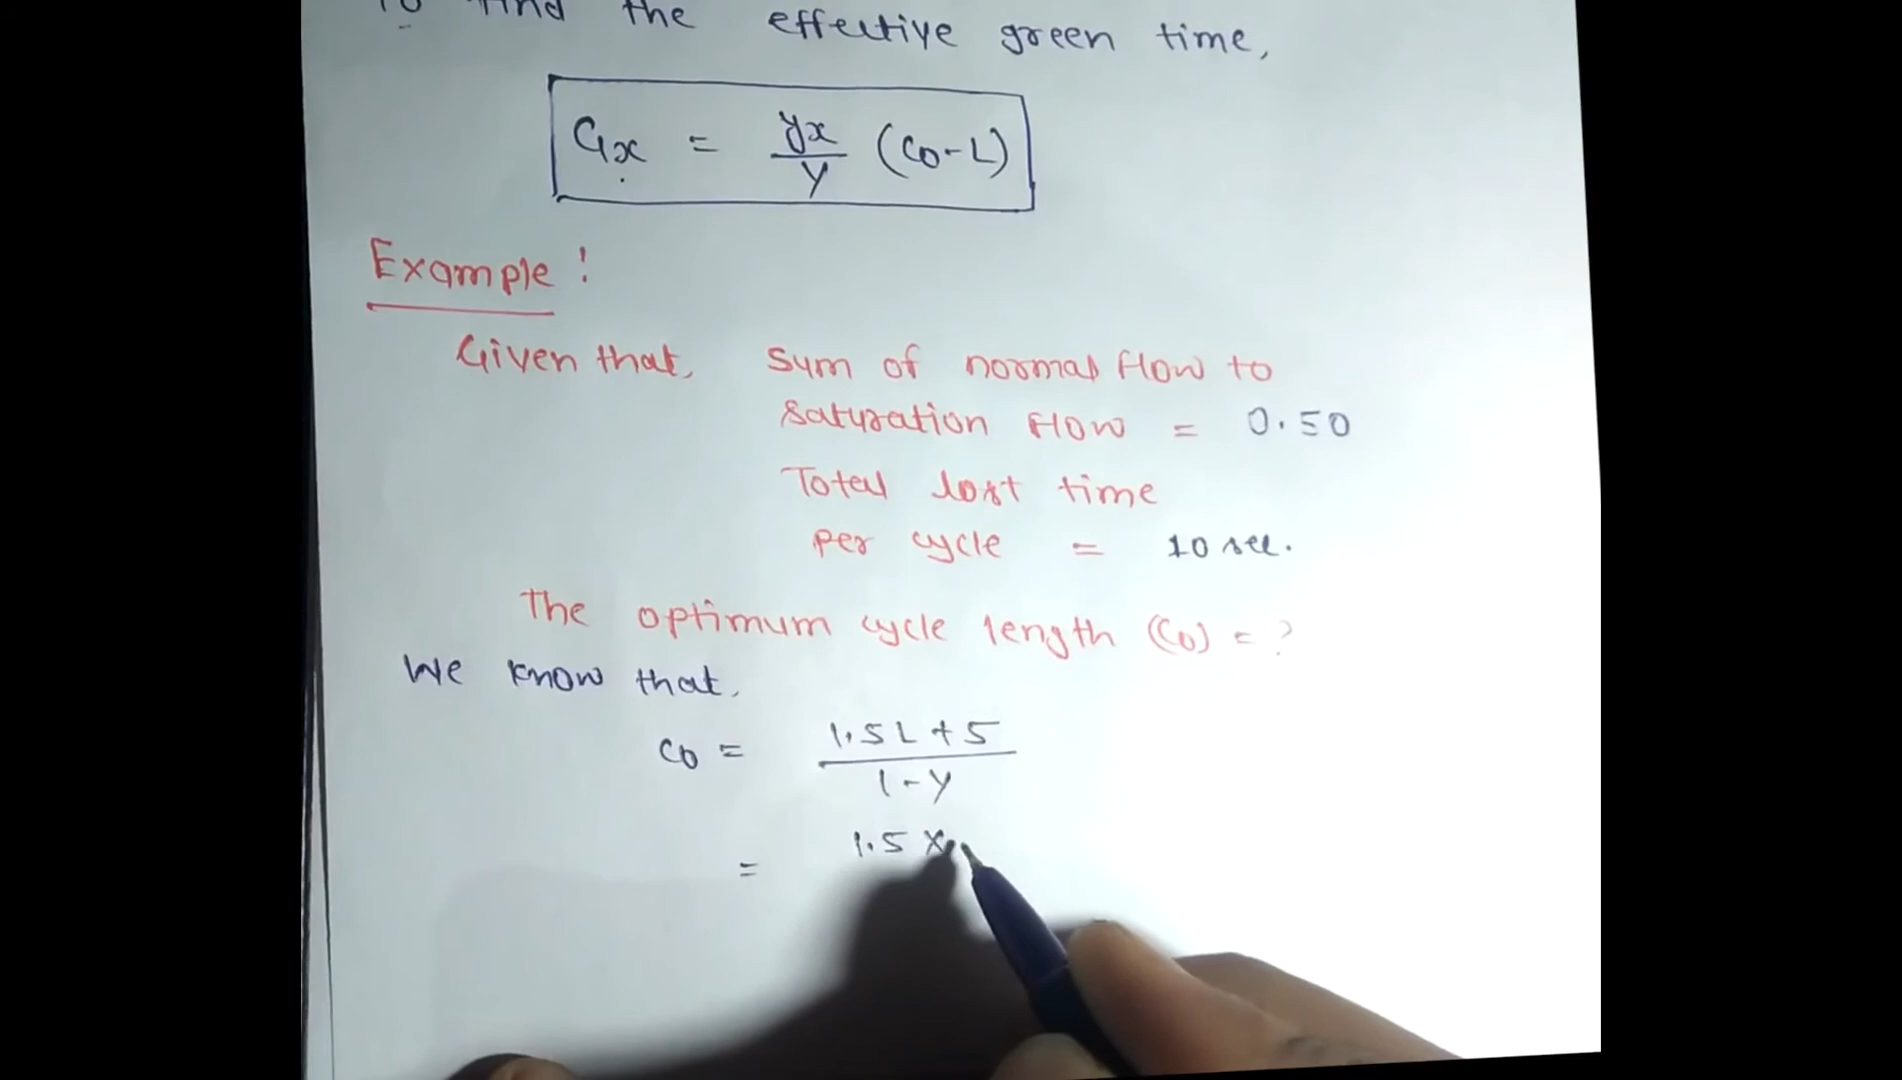 To find the effective green time,
Gx = yx/y (Co-L)
Example!
Given that, Sum of normal flow to
saturation flow = 0.50
Total lost time
per cycle = 10 sec.
The optimum cycle length (Co) = ?
We know that,
Co = 1.5L+5/1-y
= 1.5 x